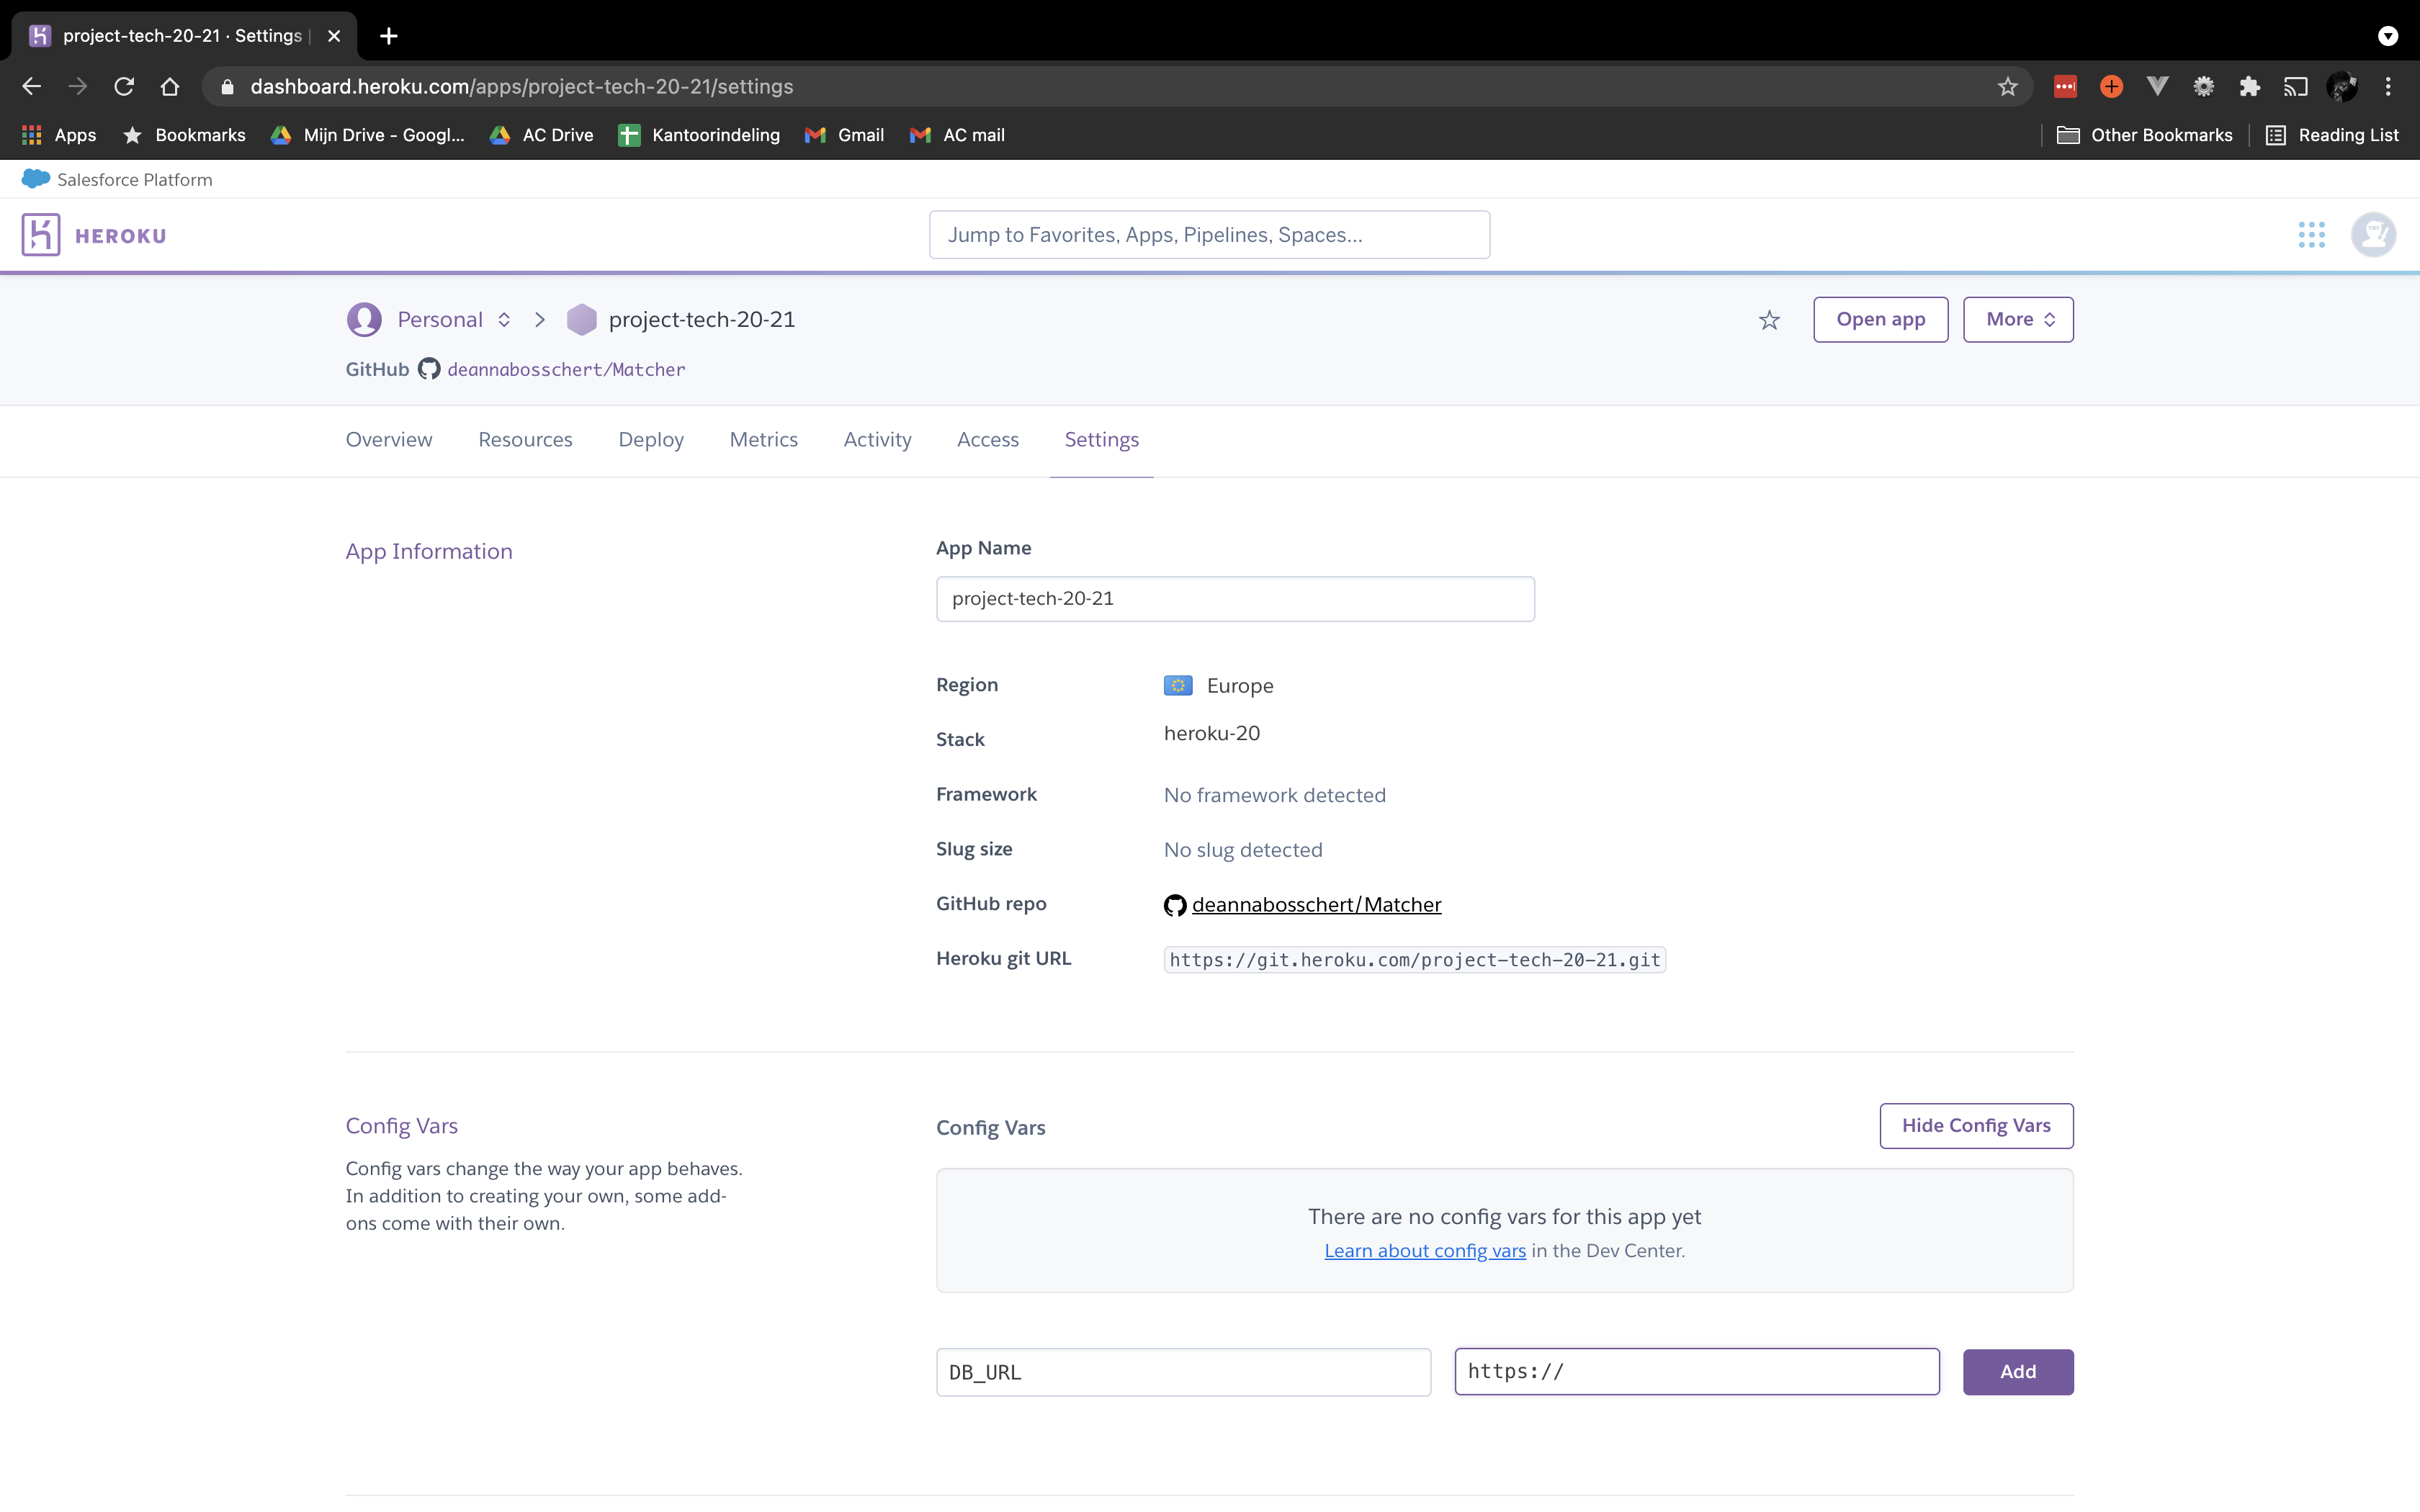 project-tech-20-21 · Settings |
dashboard.heroku.com/apps/project-tech-20-21/settings
Apps Bookmarks Mijn Drive - Googl... AC Drive Kantoorindeling Gmail AC mail Other Bookmarks Reading List
Salesforce Platform
HEROKU
Jump to Favorites, Apps, Pipelines, Spaces...
Personal project-tech-20-21 Open app More
GitHub deannabosschert/Matcher
Overview Resources Deploy Metrics Activity Access Settings
App Information
App Name
project-tech-20-21
Region Europe
Stack heroku-20
Framework No framework detected
Slug size No slug detected
GitHub repo deannabosschert/Matcher
Heroku git URL https://git.heroku.com/project-tech-20-21.git
Config Vars
Config vars change the way your app behaves.
In addition to creating your own, some add-
ons come with their own.
Config Vars Hide Config Vars
There are no config vars for this app yet
Learn about config vars in the Dev Center.
DB_URL https:// Add